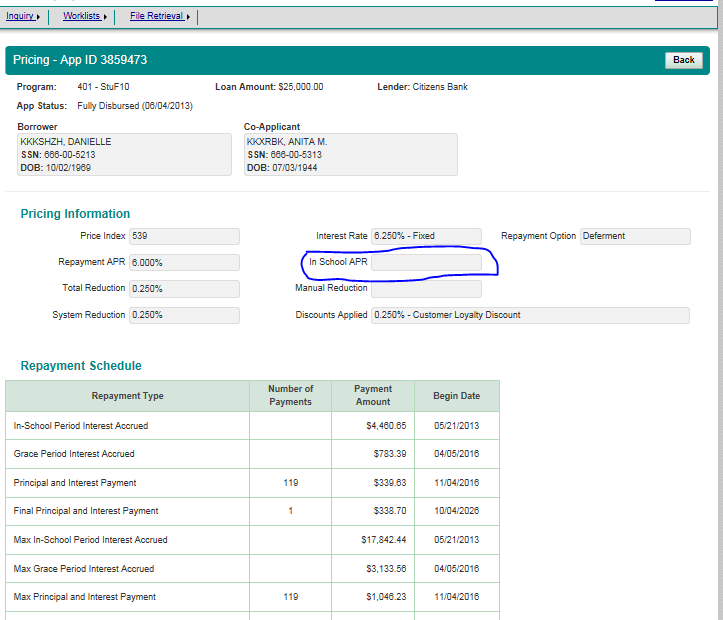 Inquiry Worklists File Retrieval
Pricing - App ID 3859473 Back
Program: 401 - StuF10 Loan Amount: $25,000.00 Lender: Citizens Bank
App Status: Fully Disbursed (06/04/2013)
Borrower Co-Applicant
KKKSHZH, DANIELLE KKXRBK, ANITA M.
SSN: 666-00-5213 SSN: 666-00-5313
DOB: 10/02/1969 DOB: 07/03/1944
Pricing Information
Price Index 539 Interest Rate 6.250% - Fixed Repayment Option Deferment
Repayment APR 6.000% In School APR
Total Reduction 0.250% Manual Reduction
System Reduction 0.250% Discounts Applied 0.250% - Customer Loyalty Discount
Repayment Schedule
Repayment Type Number of Payments Payment Amount Begin Date
In-School Period Interest Accrued $4,460.65 05/21/2013
Grace Period Interest Accrued $783.39 04/05/2016
Principal and Interest Payment 119 $339.63 11/04/2016
Final Principal and Interest Payment 1 $338.70 10/04/2026
Max In-School Period Interest Accrued $17,842.44 05/21/2013
Max Grace Period Interest Accrued $3,133.56 04/05/2016
Max Principal and Interest Payment 119 $1,046.23 11/04/2016